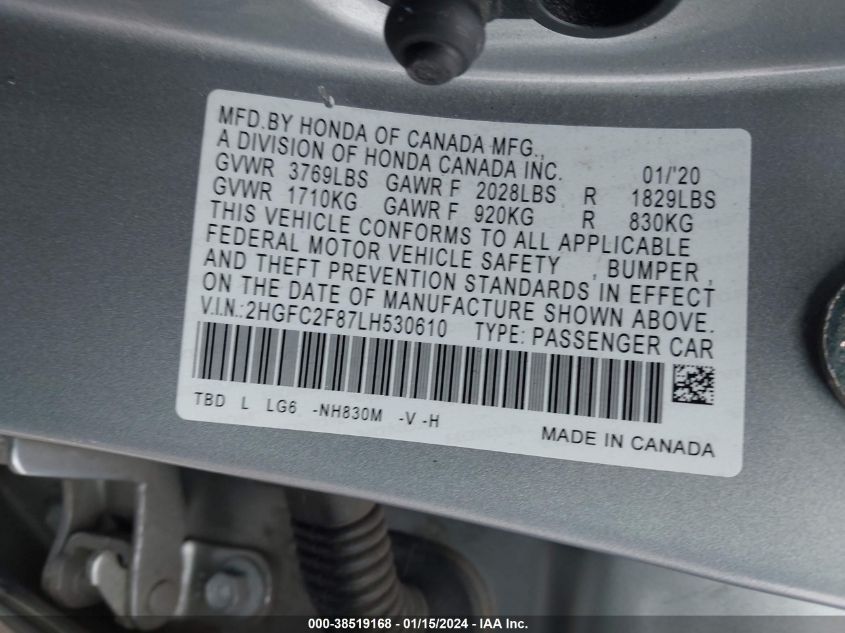 MFD.BY HONDA OF CANADA MFG.,
A DIVISION OF HONDA CANADA INC. 01/'20
GVWR 3769LBS GAWR F 2028LBS R 1829LBS
GVWR 1710KG GAWR F 920KG R 830KG
THIS VEHICLE CONFORMS TO ALL APPLICABLE
FEDERAL MOTOR VEHICLE SAFETY , BUMPER ,
AND THEFT PREVENTION STANDARDS IN EFFECT
ON THE DATE OF MANUFACTURE SHOWN ABOVE.
V.I.N.:2HGFC2F87LH530610 TYPE: PASSENGER CAR
TBD L LG6 -NH830M -V -H
MADE IN CANADA
000-38519168 - 01/15/2024 - IAA Inc.